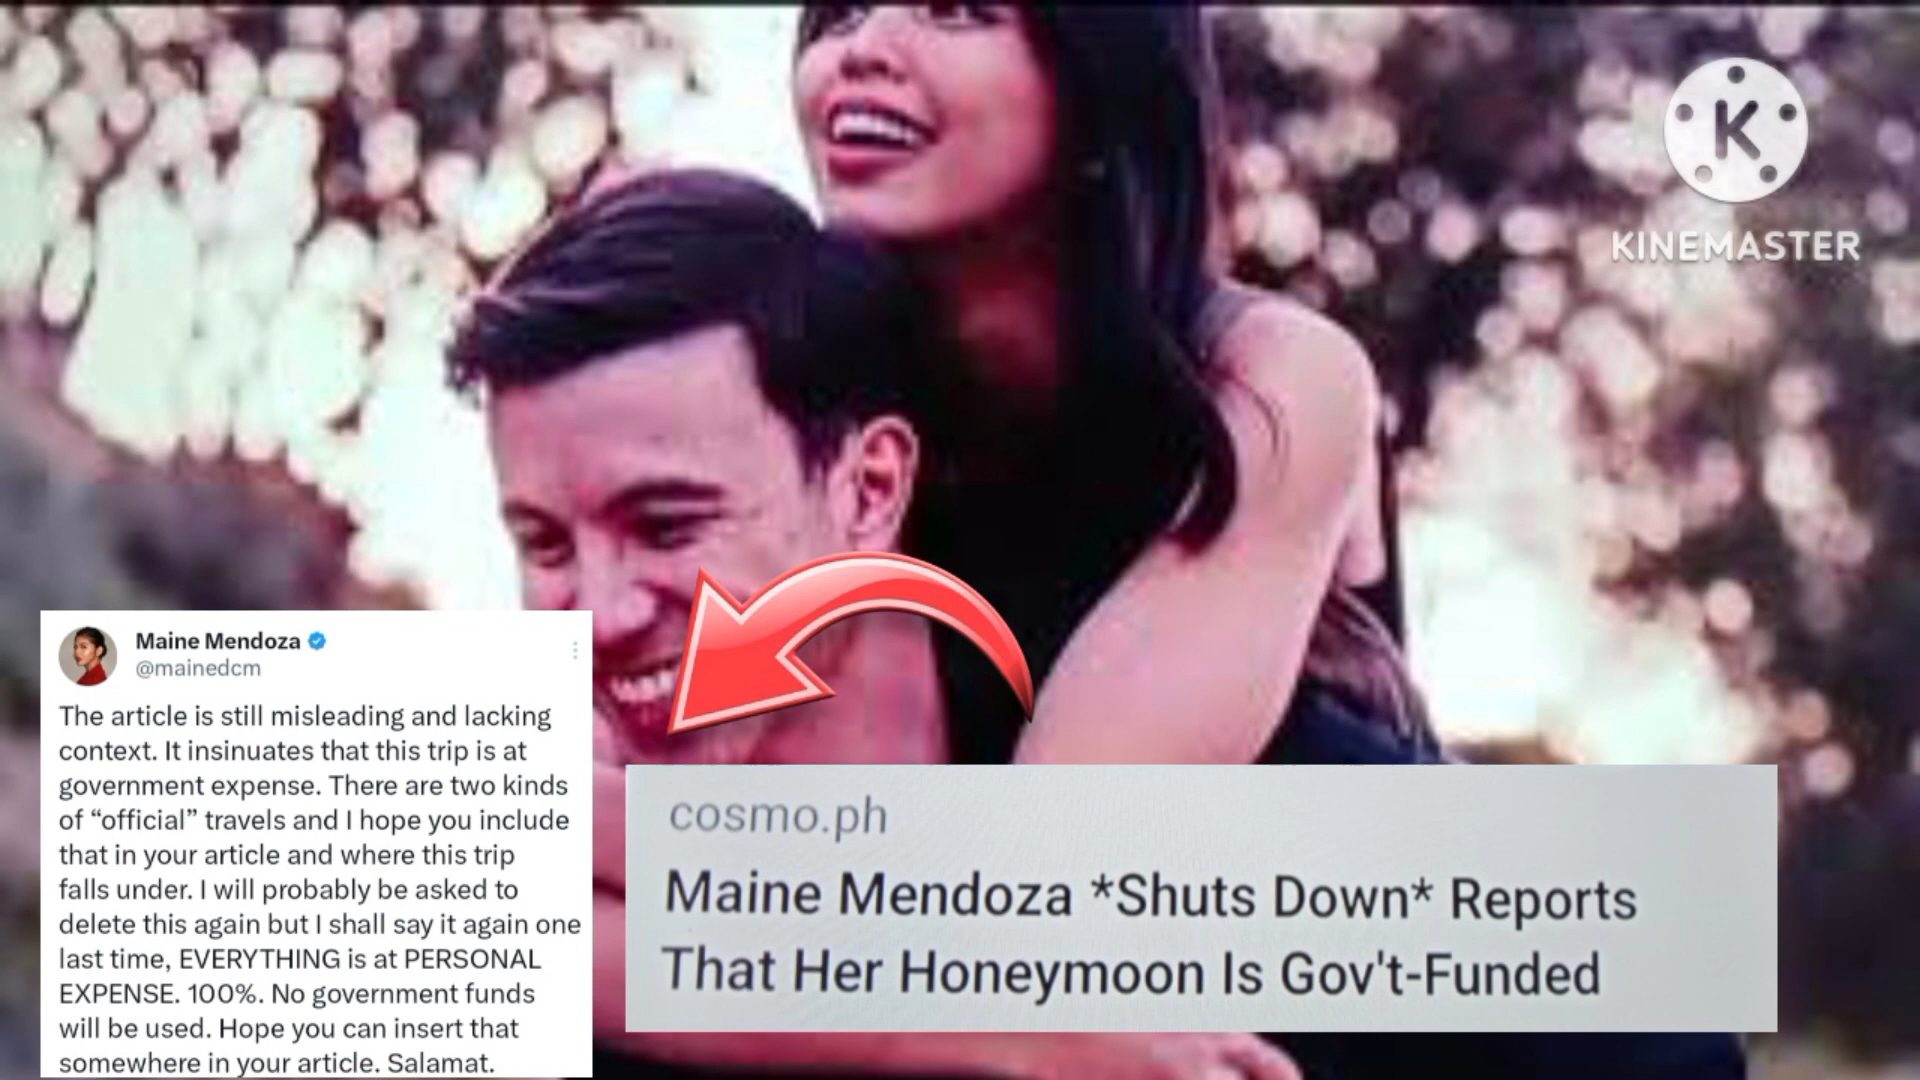 K
KINEMASTER
Maine Mendoza
@mainedcm
The article is still misleading and lacking
context. It insinuates that this trip is at
government expense. There are two kinds
of “official” travels and I hope you include
that in your article and where this trip
falls under. I will probably be asked to
delete this again but I shall say it again one
last time, EVERYTHING is at PERSONAL
EXPENSE. 100%. No government funds
will be used. Hope you can insert that
somewhere in your article. Salamat.
cosmo.ph
Maine Mendoza *Shuts Down* Reports
That Her Honeymoon Is Gov't-Funded